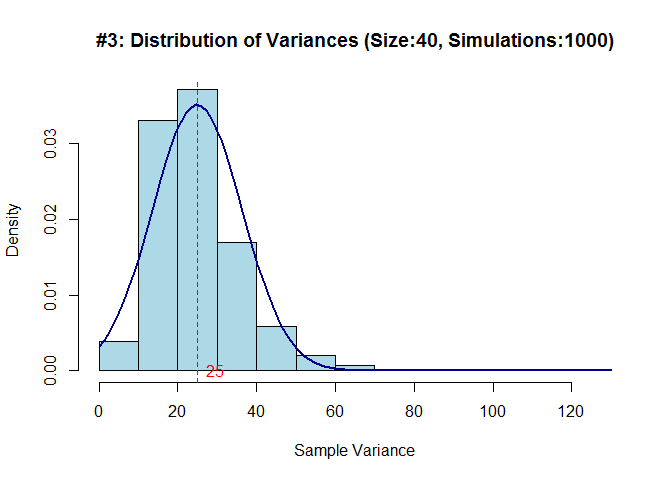 #3: Distribution of Variances (Size:40, Simulations:1000)
Density
0.03
0.02
0.01
0.00
25
0 20 40 60 80 100 120
Sample Variance